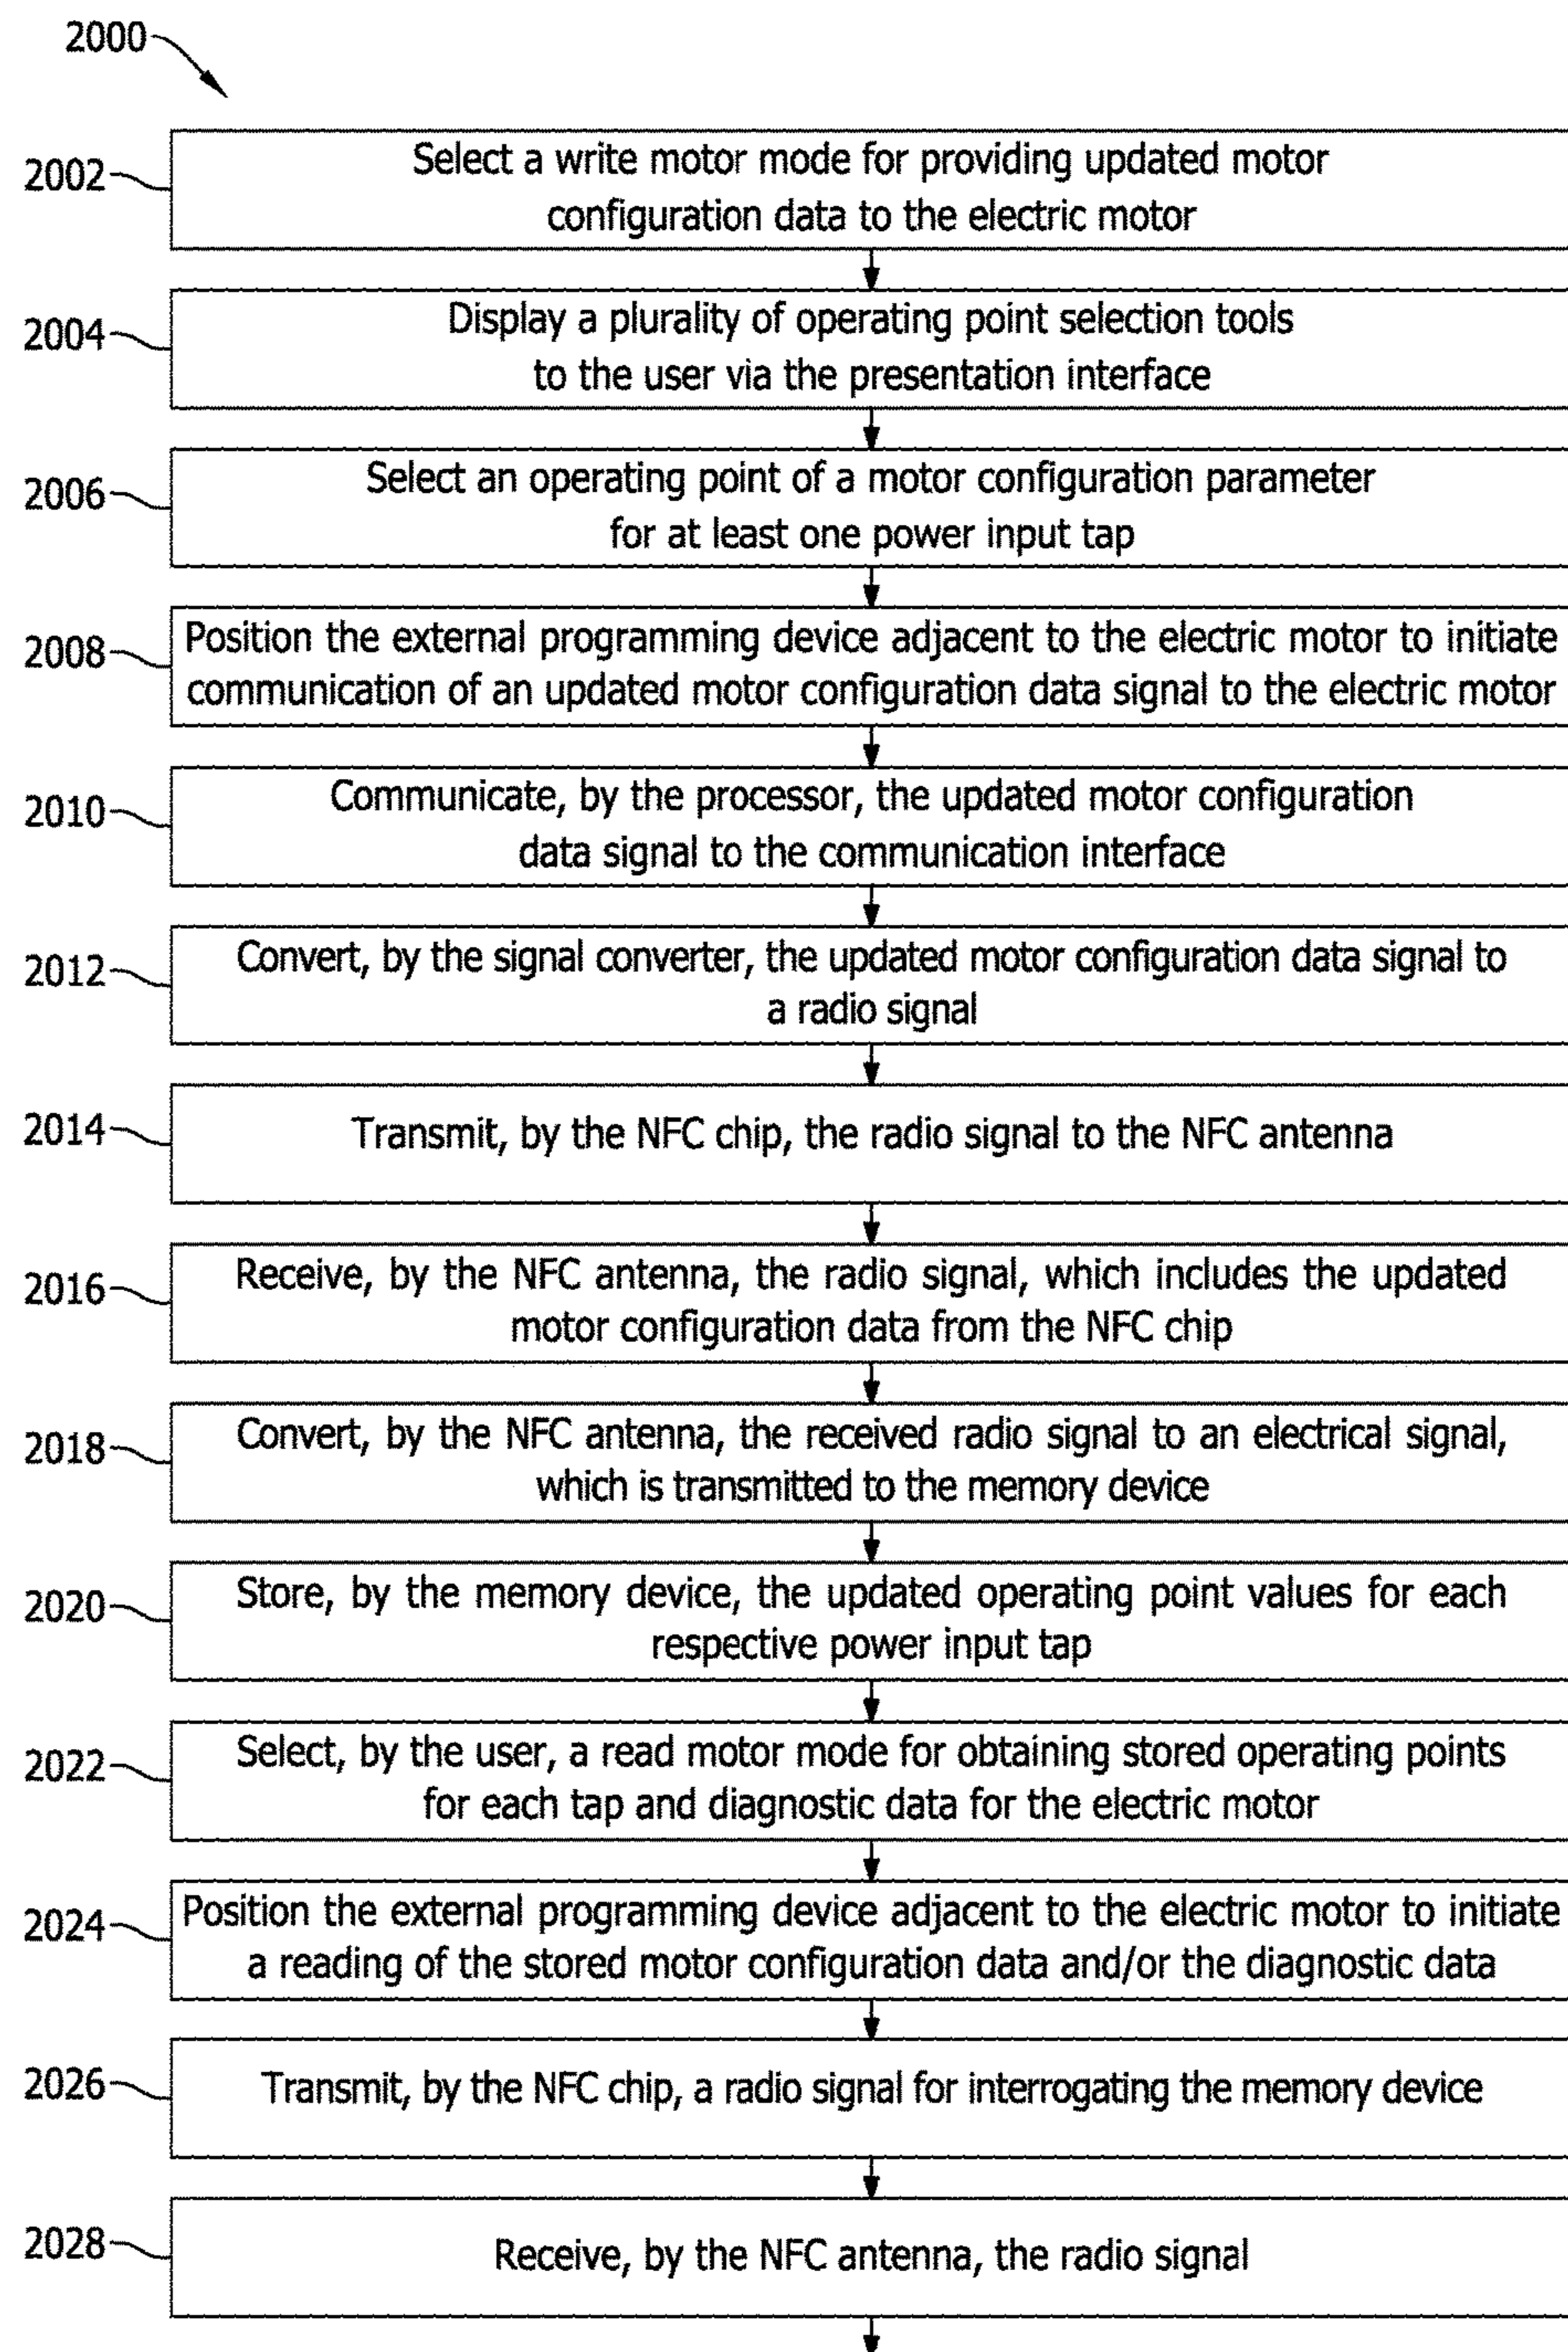 2000
2002
Select a write motor mode for providing updated motor
configuration data to the electric motor
2004
Display a plurality of operating point selection tools
to the user via the presentation interface
2006
Select an operating point of a motor configuration parameter
for at least one power input tap
2008
Position the external programming device adjacent to the electric motor to initiate
communication of an updated motor configuration data signal to the electric motor
2010
Communicate, by the processor, the updated motor configuration
data signal to the communication interface
2012
Convert, by the signal converter, the updated motor configuration data signal to
a radio signal
2014
Transmit, by the NFC chip, the radio signal to the NFC antenna
2016
Receive, by the NFC antenna, the radio signal, which includes the updated
motor configuration data from the NFC chip
2018
Convert, by the NFC antenna, the received radio signal to an electrical signal,
which is transmitted to the memory device
2020
Store, by the memory device, the updated operating point values for each
respective power input tap
2022
Select, by the user, a read motor mode for obtaining stored operating points
for each tap and diagnostic data for the electric motor
2024
Position the external programming device adjacent to the electric motor to initiate
a reading of the stored motor configuration data and/or the diagnostic data
2026
Transmit, by the NFC chip, a radio signal for interrogating the memory device
2028
Receive, by the NFC antenna, the radio signal